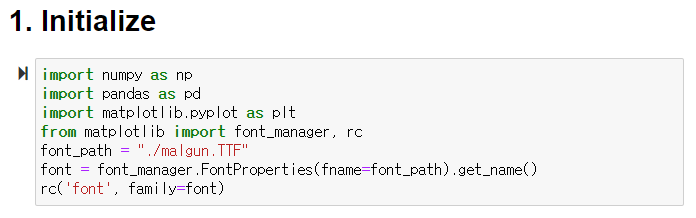 1. Initialize
import numpy as np
import pandas as pd
import matplotlib.pyplot as plt
from matplotlib import font_manager, rc
font_path = "./malgun.TTF"
font = font_manager.FontProperties(fname=font_path).get_name()
rc('font', family=font)